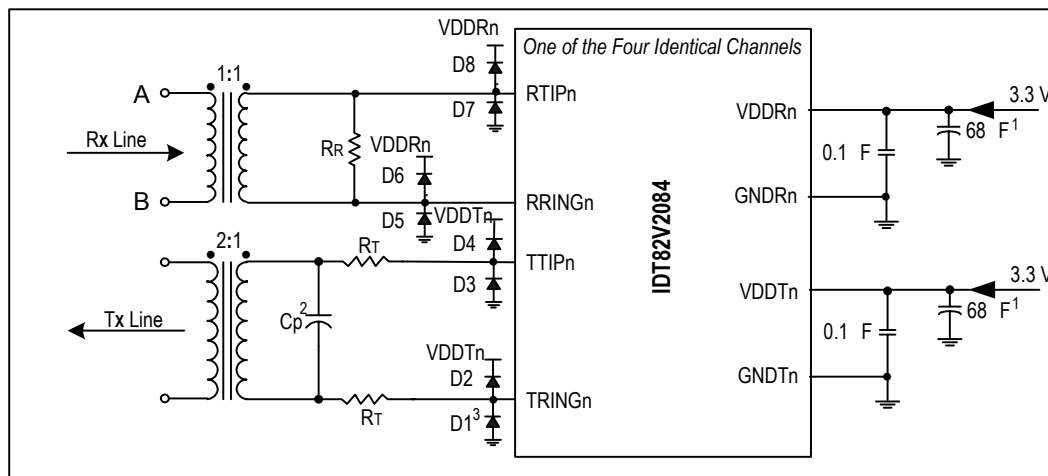 VDDRn
One of the Four Identical Channels
D8
1:1
A
RTIPn
D7
3.3 V
VDDRn
68 F1
Rx Line
RR
VDDRn
D6
0.1 F
B
RRINGn
GNDRn
D5
VDDTn
2:1
RT
D4
TTIPn
D3
IDT82V2084
3.3 V
VDDTn
68 F1
Tx Line
Cp2
0.1 F
VDDTn
D2
GNDTn
TRINGn
RT
D13